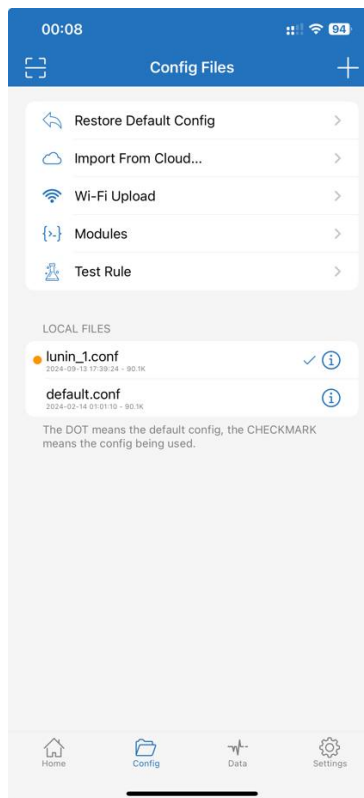 00:08
94
Config Files
Restore Default Config
Import From Cloud...
Wi-Fi Upload
Modules
Test Rule
LOCAL FILES
lunin_1.conf
2024-09-13 17:39:24 - 90.1K
default.conf
2024-02-14 01:01:10 - 90.1K
The DOT means the default config, the CHECKMARK
means the config being used.
Home
Config
Data
Settings